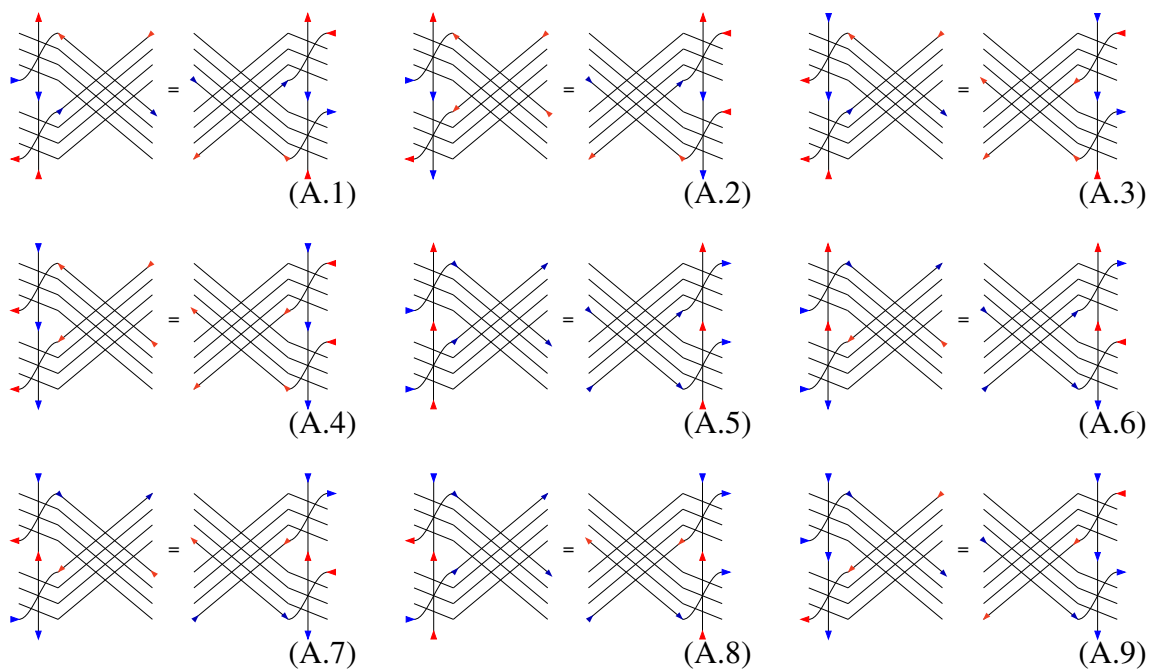 =
=
=
(A.1)
(A.2)
(A.3)
=
=
=
(A.4)
(A.5)
(A.6)
=
=
=
(A.7)
(A.8)
(A.9)